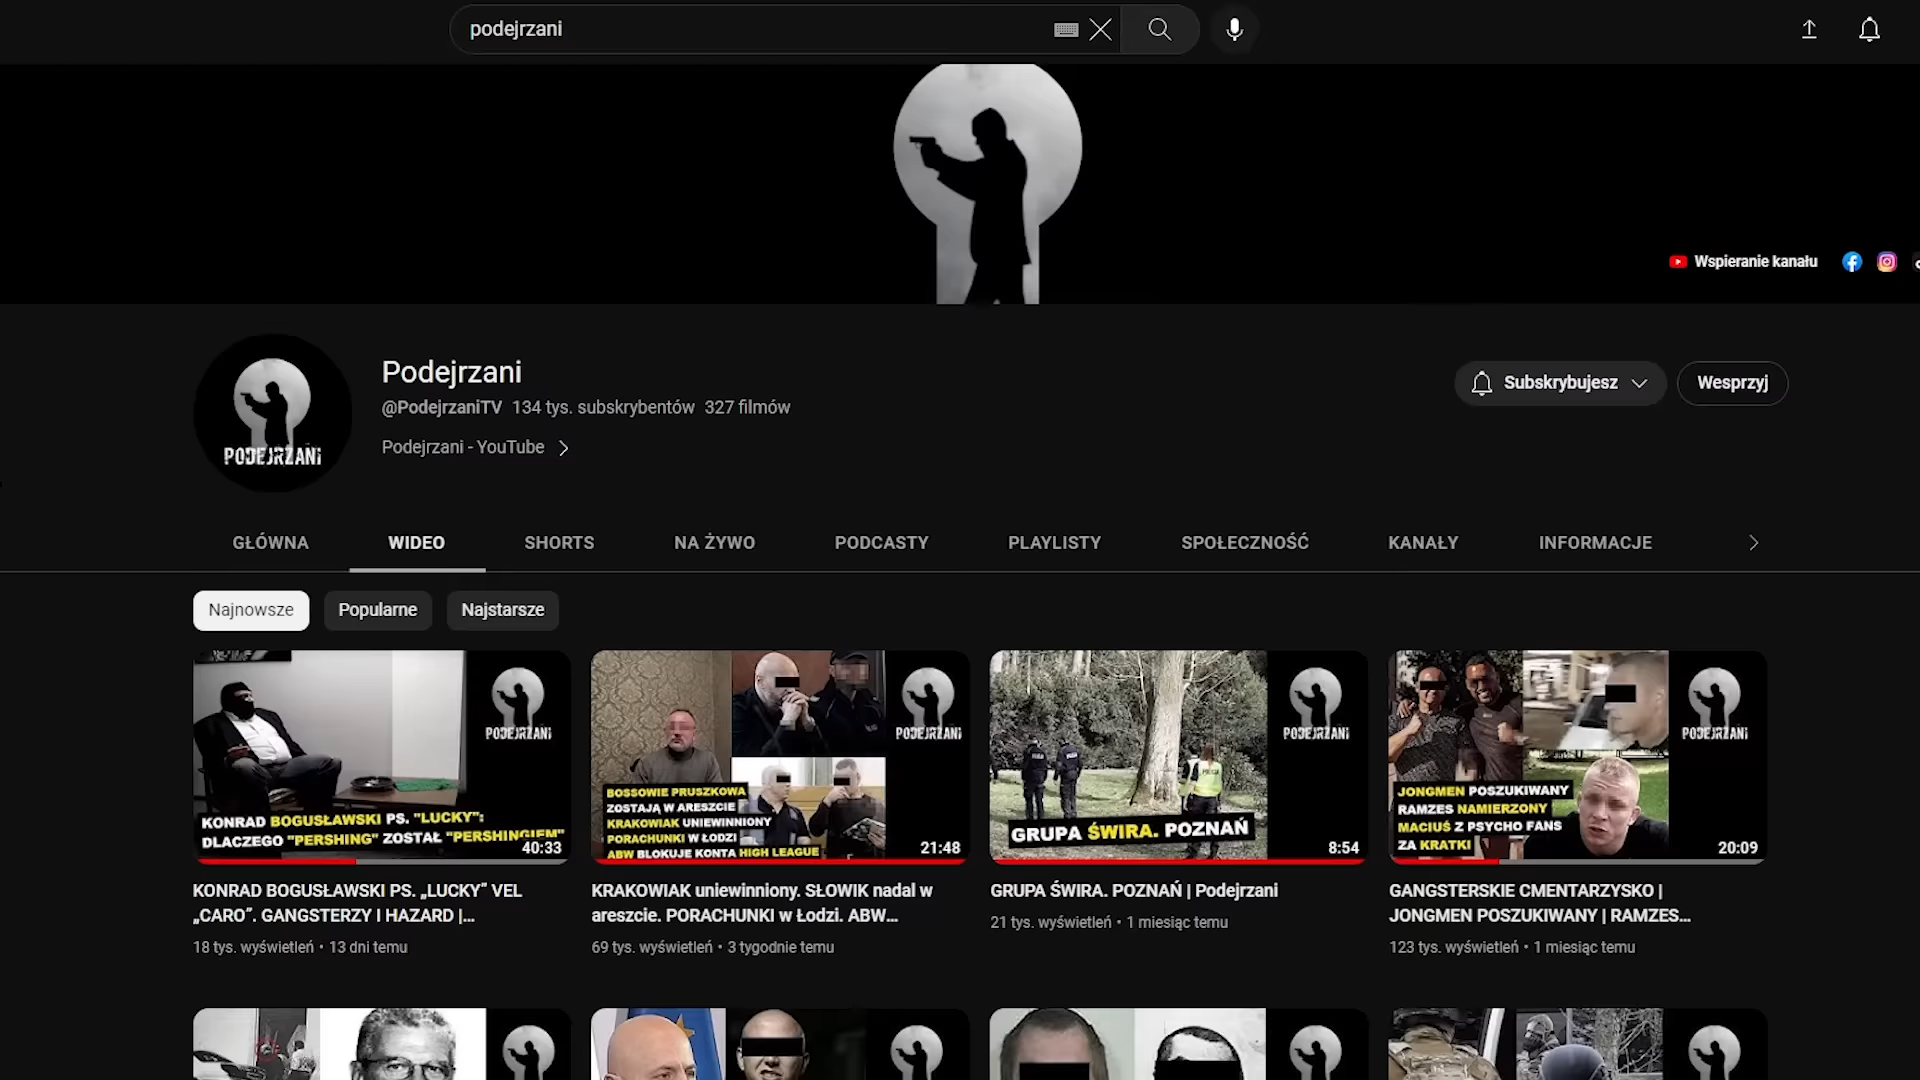 podejrzani
Wspieranie kanału
PODEJRZANI
Podejrzani
@PodejrzaniTV 134 tys. subskrybentów 327 filmów
Podejrzani - YouTube
Subskrybujesz
Wesprzyj
GŁÓWNA
WIDEO
SHORTS
NA ŻYWO
PODCASTY
PLAYLISTY
SPOŁECZNOŚĆ
KANAŁY
INFORMACJE
Najnowsze
Popularne
Najstarsze
PODEJRZANI
KONRAD BOGUSŁAWSKI PS. "LUCKY":
DLACZEGO "PERSHING" ZOSTAŁ "PERSHINGIEM"
40:33
KONRAD BOGUSŁAWSKI PS. „LUCKY” VEL
„CARO”. GANGSTERZY I HAZARD |...
18 tys. wyświetleń • 13 dni temu
PODEJRZANI
BOSSOWIE PRUSZKOWA
ZOSTAJĄ W ARESZCIE
KRAKOWIAK UNIEWINNIONY
PORACHUNKI W ŁODZI
ABW BLOKUJE KONTA HIGH LEAGUE
21:48
KRAKOWIAK uniewinniony. SŁOWIK nadal w
areszcie. PORACHUNKI w Łodzi. ABW...
69 tys. wyświetleń • 3 tygodnie temu
PODEJRZANI
GRUPA ŚWIRA. POZNAŃ
8:54
GRUPA ŚWIRA. POZNAŃ | Podejrzani
21 tys. wyświetleń • 1 miesiąc temu
PODEJRZANI
JONGMEN POSZUKIWANY
RAMZES NAMIERZONY
MACIUŚ Z PSYCHO FANS
ZA KRATKI
20:09
GANGSTERSKIE CMENTARZYSKO |
JONGMEN POSZUKIWANY | RAMZES...
123 tys. wyświetleń • 1 miesiąc temu